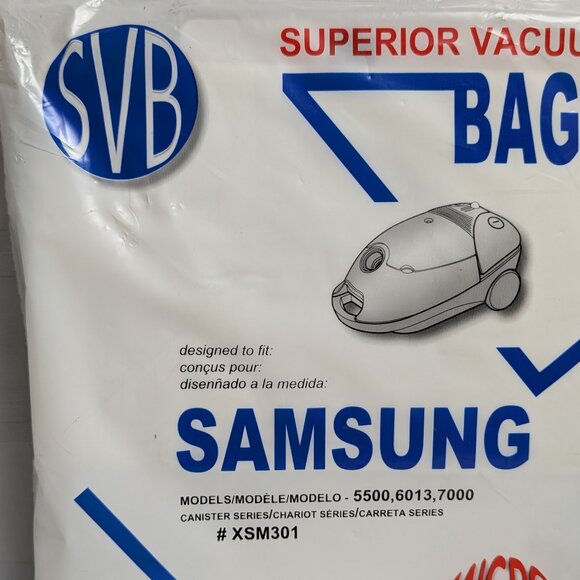 SVB
SUPERIOR
BAG
designed to fit:
conçus pour:
disenñado a la medida:
SAMSUNG
MODELS/MODÈLE/MODELO - 5500,6013,7000
CANISTER SERIES/CHARIOT SÉRIES/CARRETA SERIES
# XSM301